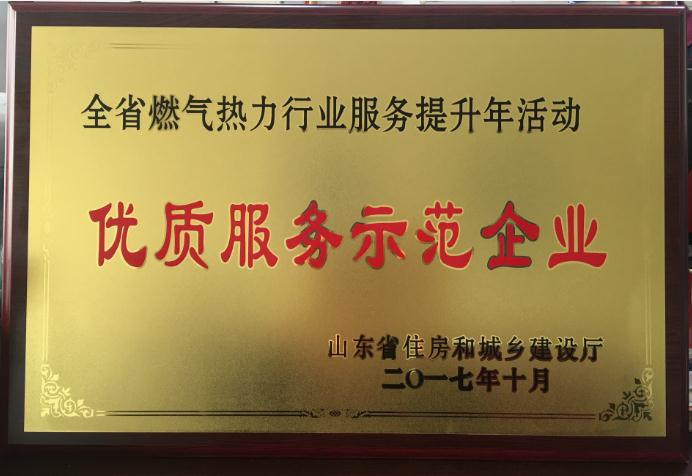 全省燃气热力行业服务提升年活动
优质服务示范企业
山东省住房和城乡建设厅
二〇一七年十月